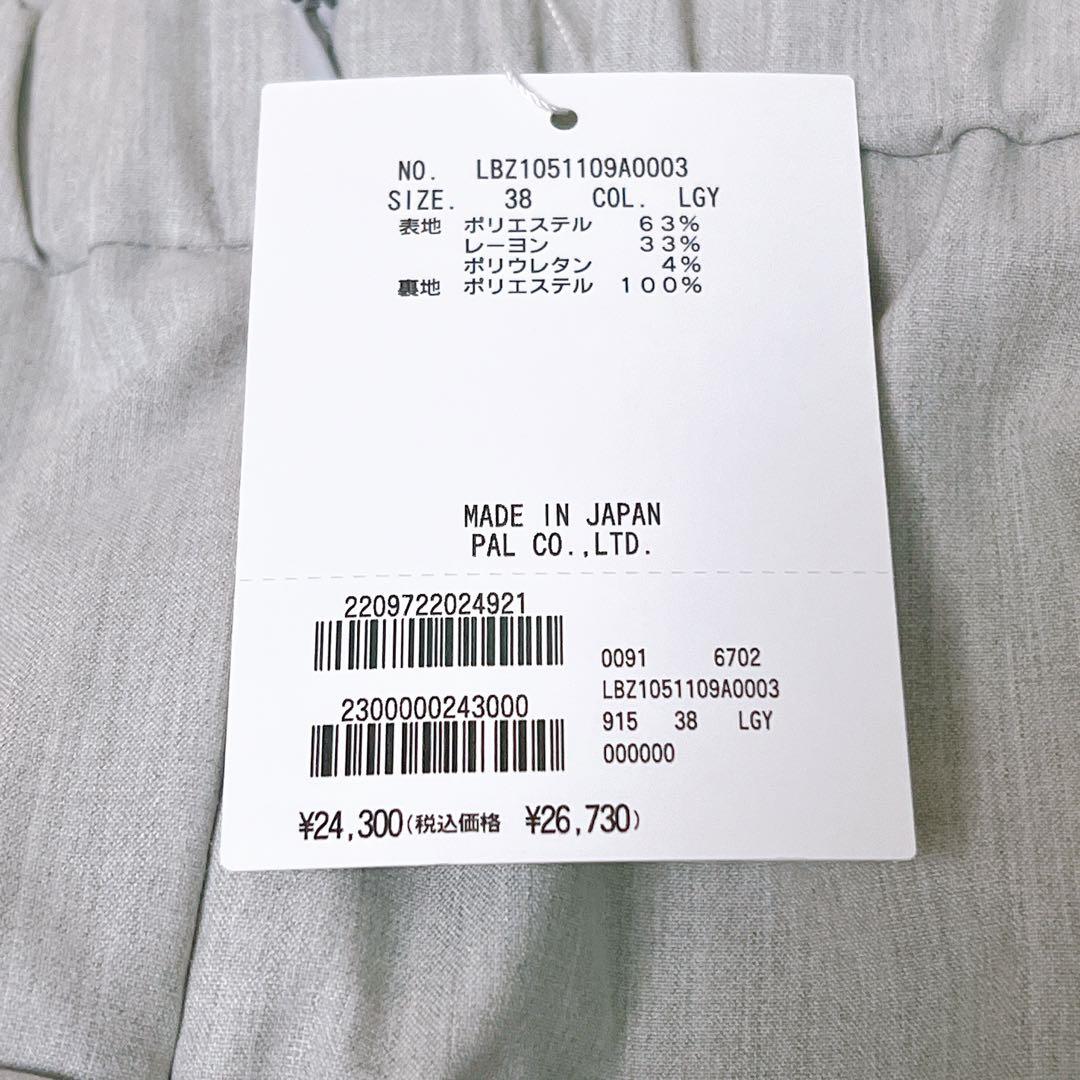 NO. LBZ1051109A0003
SIZE. 38 COL. LGY
表地 ポリエステル 63%
レーヨン 33%
ポリウレタン 4%
裏地 ポリエステル 100%
MADE IN JAPAN
PAL CO.,LTD.
2209722024921
2300000243000
0091 6702
LBZ1051109A0003
915 38 LGY
000000
¥24,300(税込価格 ¥26,730)